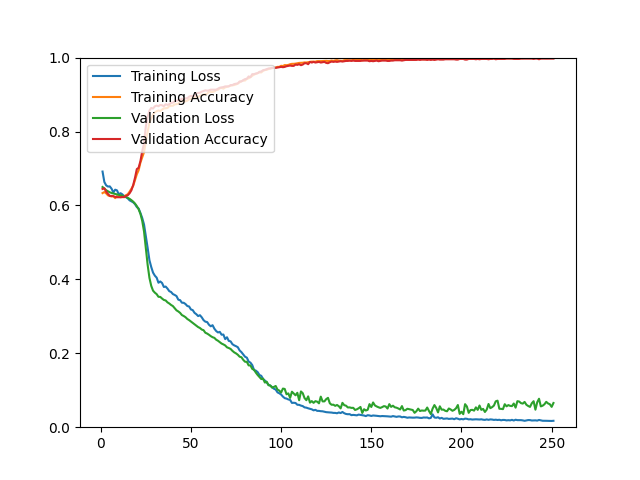 1.0
0.8
0.6
0.4
0.2
0.0
Training Loss
Training Accuracy
Validation Loss
Validation Accuracy
0 50 100 150 200 250